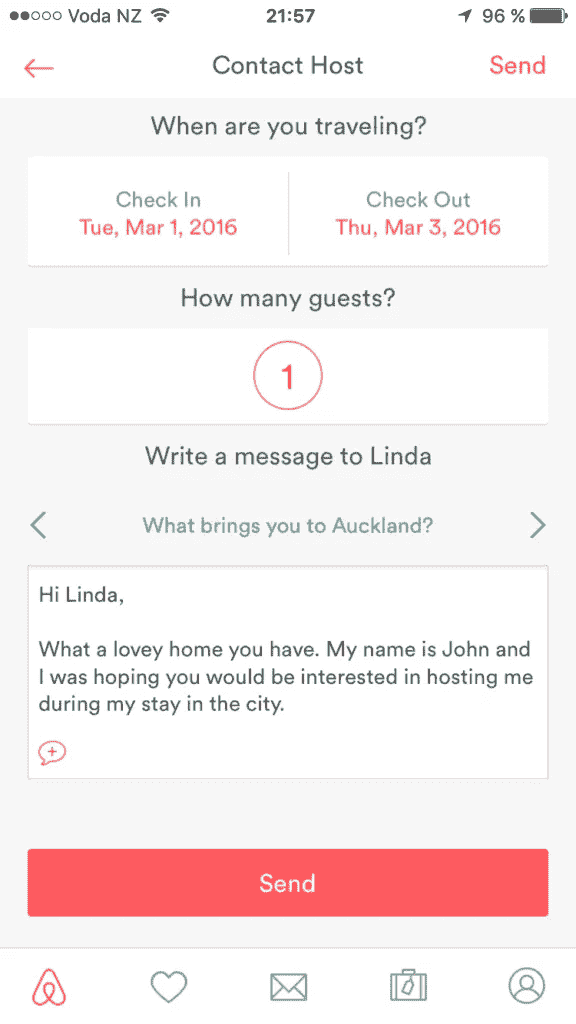 Voda NZ 21:57 96 %
Contact Host Send
When are you traveling?
Check In Check Out
Tue, Mar 1, 2016 Thu, Mar 3, 2016
How many guests?
1
Write a message to Linda
What brings you to Auckland?
Hi Linda,
What a lovey home you have. My name is John and
I was hoping you would be interested in hosting me
during my stay in the city.
Send